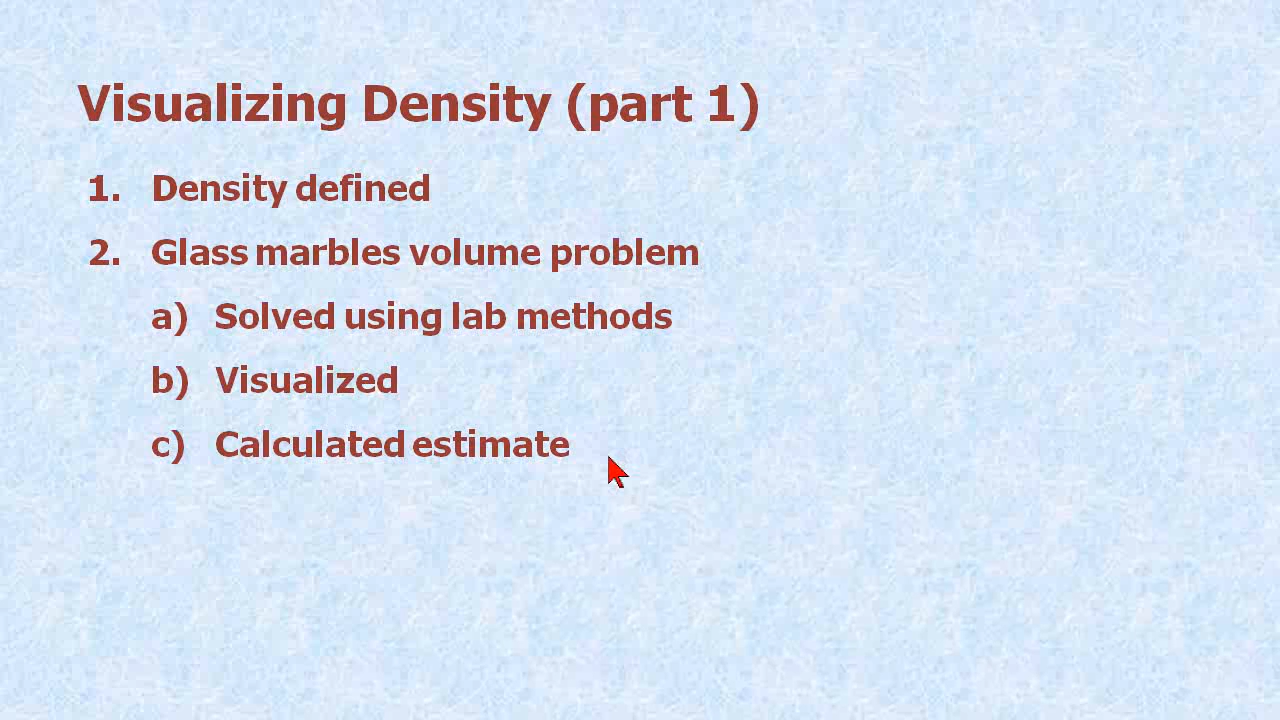 Visualizing Density (part 1)
1. Density defined
2. Glass marbles volume problem
a) Solved using lab methods
b) Visualized
c) Calculated estimate